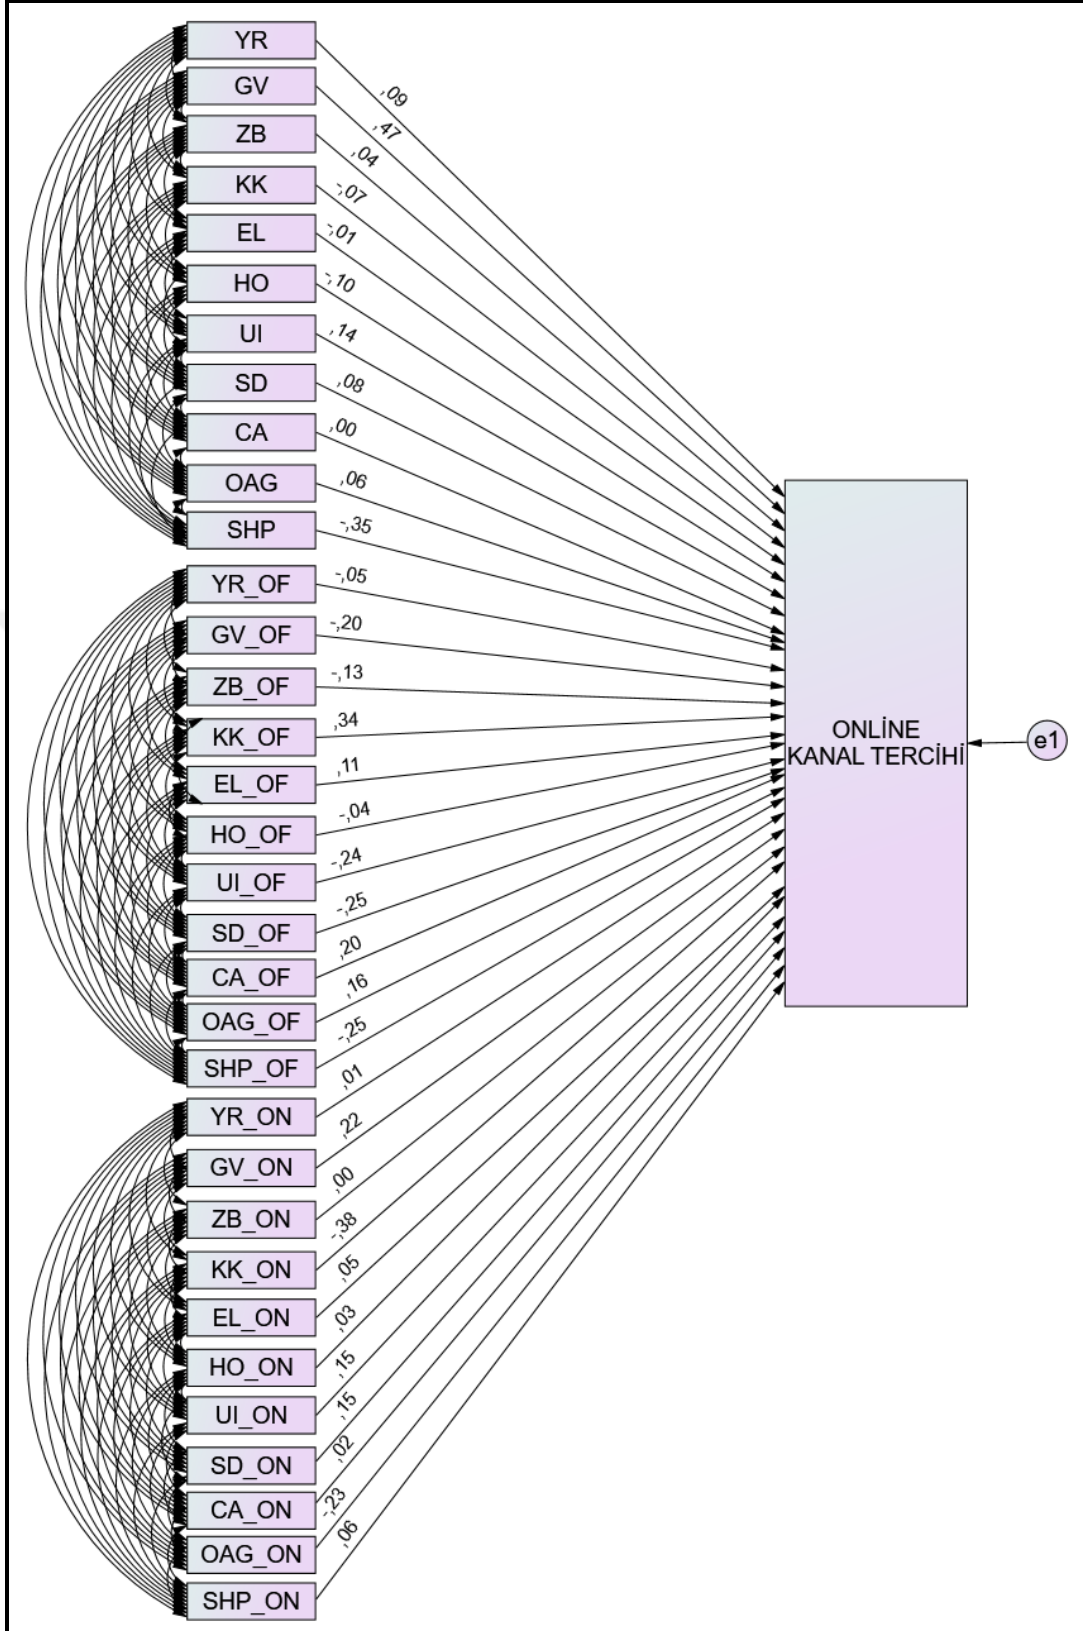 YR
,09
GV
,47
ZB
,04
KK
-,07
EL
-,01
HO
-,10
UI
,14
SD
,08
CA
,00
OAG
,06
SHP
-,35
YR_OF
-,05
GV_OF
-,20
ZB_OF
-,13
KK_OF
,34
EL_OF
,11
HO_OF
-,04
UI_OF
-,24
SD_OF
-,25
CA_OF
,20
OAG_OF
,16
SHP_OF
-,25
YR_ON
,01
GV_ON
,22
ZB_ON
,00
KK_ON
-,38
EL_ON
,05
HO_ON
,03
UI_ON
,15
SD_ON
,15
CA_ON
,02
OAG_ON
-,23
SHP_ON
,06
ONLİNE
KANAL TERCİHİ
e1